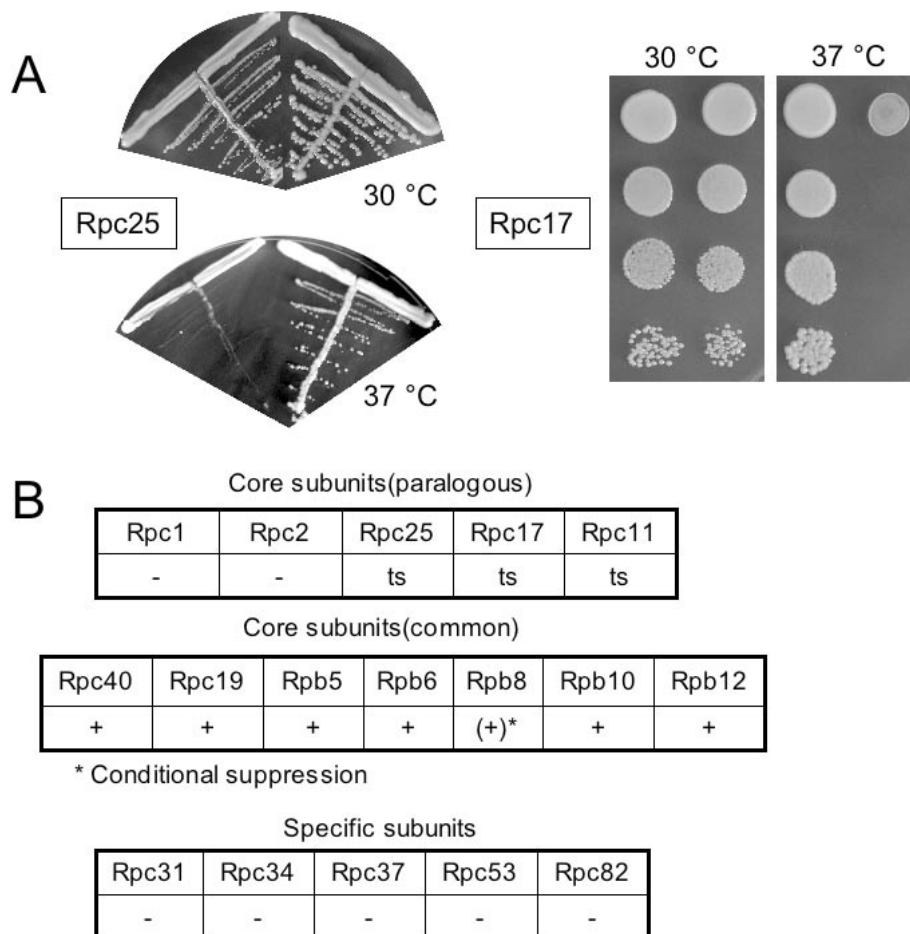 A
30 °C
37 °C
30 °C
Rpc25
Rpc17
37 °C
B
Core subunits(paralogous)
Rpc1 Rpc2 Rpc25 Rpc17 Rpc11
- - ts ts ts
Core subunits(common)
Rpc40 Rpc19 Rpb5 Rpb6 Rpb8 Rpb10 Rpb12
+ + + + (+)* + +
* Conditional suppression
Specific subunits
Rpc31 Rpc34 Rpc37 Rpc53 Rpc82
- - - - -